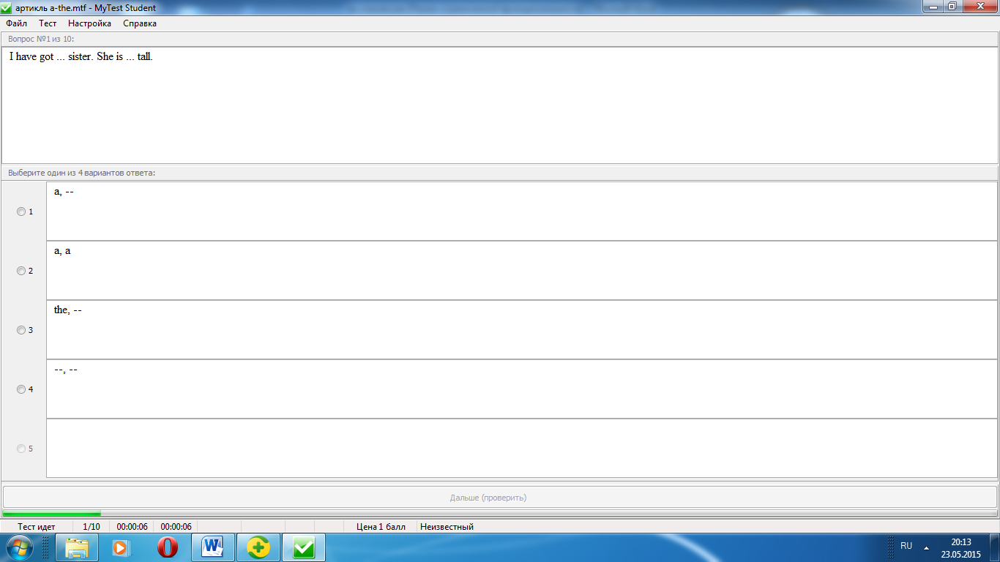 артикль a-the.mtf - MyTest Student
Файл Тест Настройка Справка
Вопрос №1 из 10:
I have got ... sister. She is ... tall.
Выберите один из 4 вариантов ответа:
1 a, --
2 a, a
3 the, --
4 --, --
5
Дальше (проверить)
Тест идет 1/10 00:00:06 00:00:06 Цена 1 балл Неизвестный
RU 20:13
23.05.2015